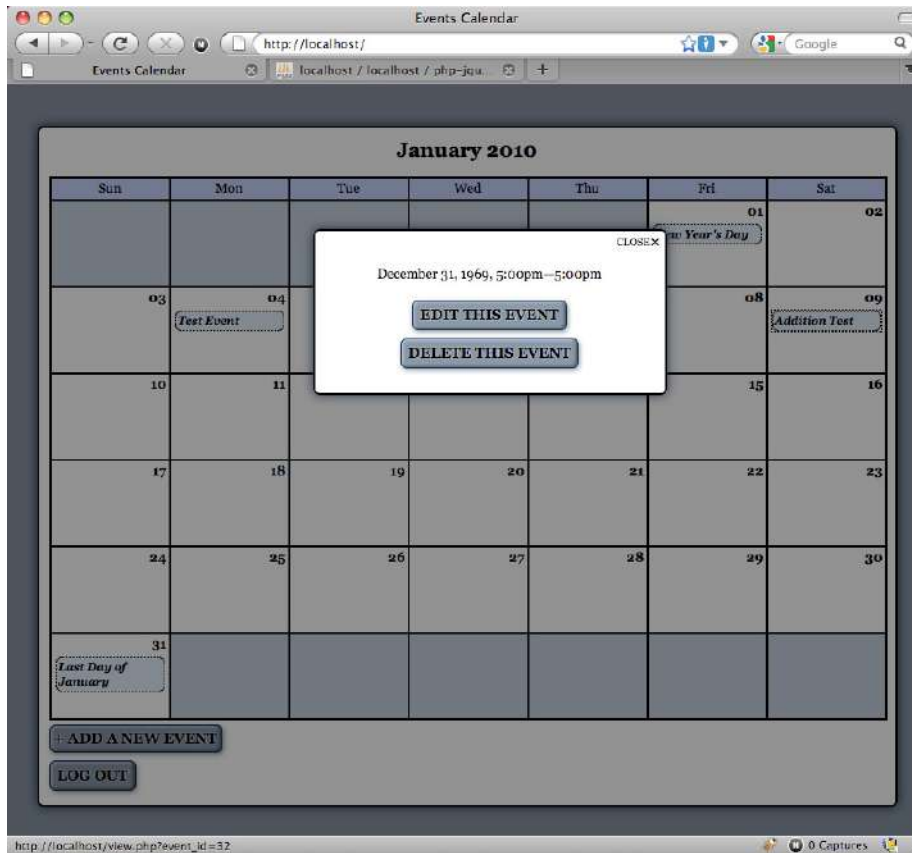 Events Calendar
http://localhost/
Google
Events Calendar
localhost / localhost / php-jqu...
+
January 2010
Sun Mon Tue Wed Thu Fri Sat
01 02
Year's Day
CLOSE X
December 31, 1969, 5:00pm—5:00pm
EDIT THIS EVENT
DELETE THIS EVENT
03 04 08 09
Test Event Addition Test
10 11 15 16
17 18 19 20 21 22 23
24 25 26 27 28 29 30
31
Last Day of
January
+ ADD A NEW EVENT
LOG OUT
http://localhost/view.php?event_id=32
0 Captures